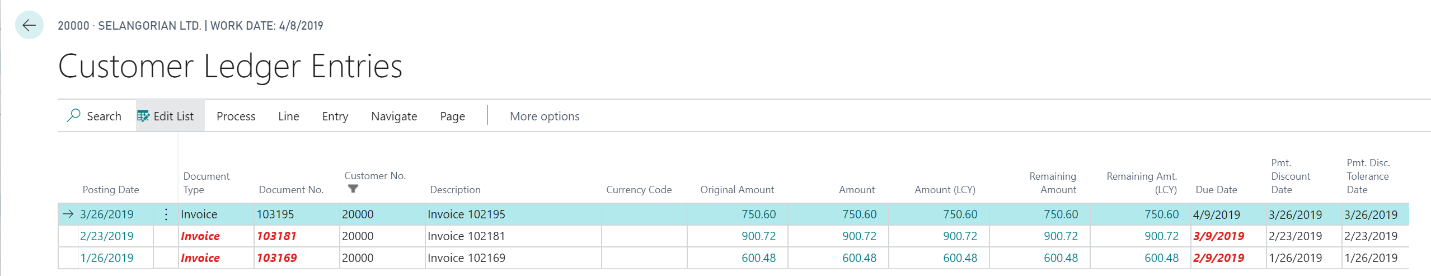 20000 · SELANGORIAN LTD. | WORK DATE: 4/8/2019
Customer Ledger Entries
Search Edit List Process Line Entry Navigate Page More options
Posting Date Document Type Document No. Customer No. Description Currency Code Original Amount Amount Amount (LCY) Remaining Amount Remaining Amt. (LCY) Due Date Pmt. Discount Date Pmt. Disc. Tolerance Date
3/26/2019 Invoice 103195 20000 Invoice 102195 750.60 750.60 750.60 750.60 750.60 4/9/2019 3/26/2019 3/26/2019
2/23/2019 Invoice 103181 20000 Invoice 102181 900.72 900.72 900.72 900.72 900.72 3/9/2019 2/23/2019 2/23/2019
1/26/2019 Invoice 103169 20000 Invoice 102169 600.48 600.48 600.48 600.48 600.48 2/9/2019 1/26/2019 1/26/2019